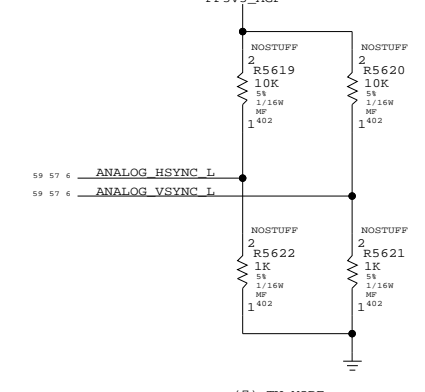 NOSTUFF
2
R5619
10K
5%
1/16W
MF
402
1
NOSTUFF
2
R5620
10K
5%
1/16W
MF
402
1
59 57 6 ANALOG_HSYNC_L
59 57 6 ANALOG_VSYNC_L
NOSTUFF
2
R5622
1K
5%
1/16W
MF
402
1
NOSTUFF
2
R5621
1K
5%
1/16W
MF
402
1